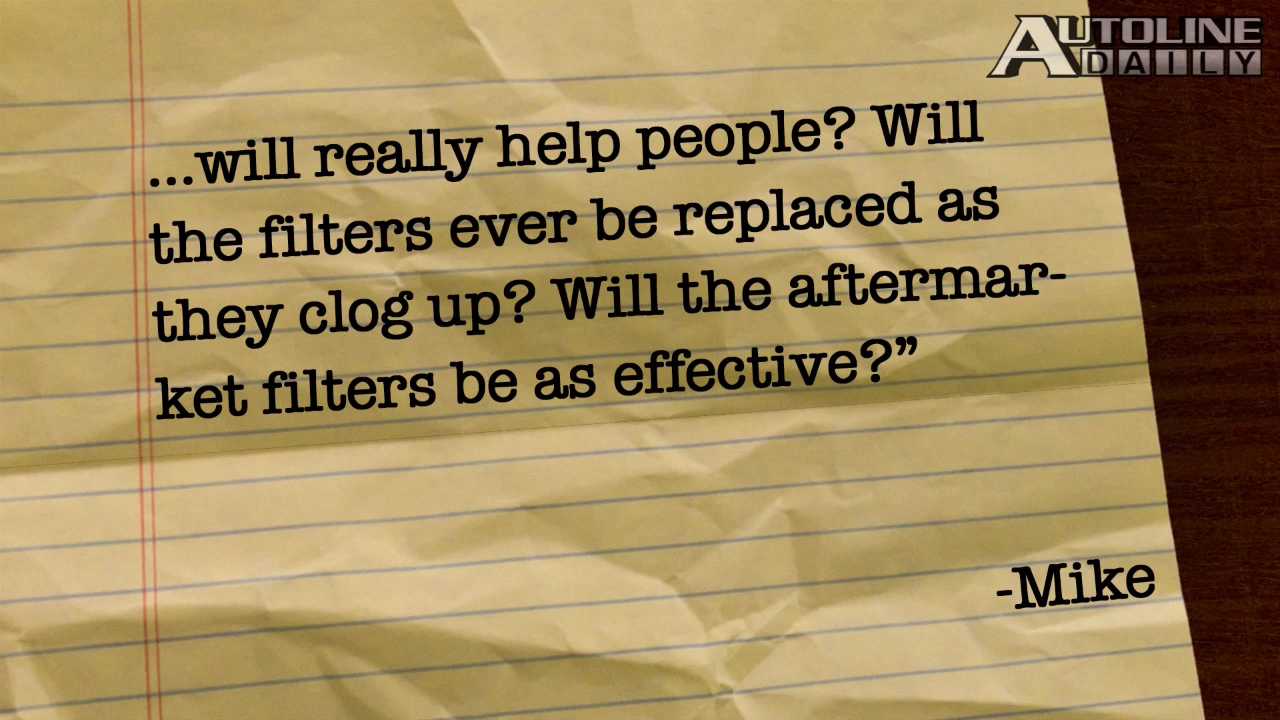 AUTOLINE
DAILY
...will really help people? Will
the filters ever be replaced as
they clog up? Will the aftermar-
ket filters be as effective?”
-Mike